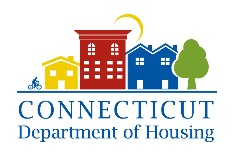 CONNECTICUT
Department of Housing